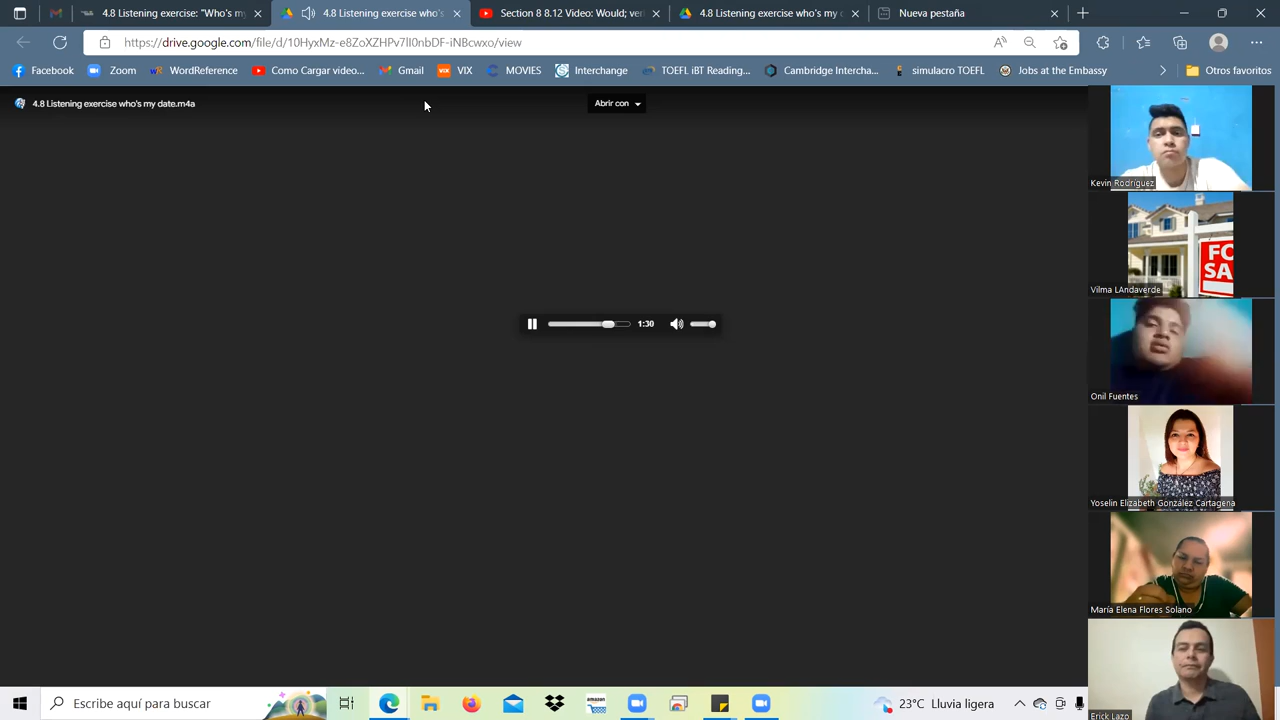 4.8 Listening exercise: "Who's my
4.8 Listening exercise who's
Section 8 8.12 Video: Would; ver
4.8 Listening exercise who's my
Nueva pestaña
https://drive.google.com/file/d/10HyxMz-e8ZoXZHPv7lI0nbDF-iNBcwxo/view
Facebook
Zoom
WordReference
Como Cargar video...
Gmail
VIX
MOVIES
Interchange
TOEFL iBT Reading...
Cambridge Intercha...
simulacro TOEFL
Jobs at the Embassy
Otros favoritos
4.8 Listening exercise who's my date.m4a
Abrir con
Kevin Rodríguez
FO
SA
Vilma LAndaverde
1:30
Onil Fuentes
Yoselin Elizabeth González Cartagena
María Elena Flores Solano
Erick Lazo
Escribe aquí para buscar
amazon
23°C Lluvia ligera